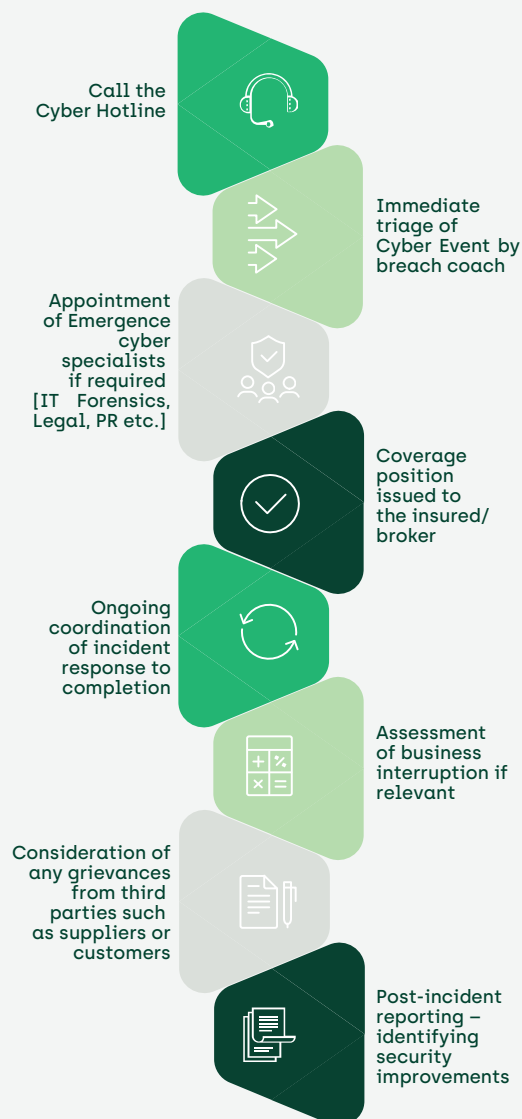 Call the
Cyber Hotline
Immediate
triage of
Cyber Event by
breach coach
Appointment
of Emergence
cyber
specialists
if required
[IT Forensics,
Legal, PR etc.]
Coverage
position
issued to
the insured/
broker
Ongoing
coordination
of incident
response to
completion
Assessment
of business
interruption if
relevant
Consideration of
any grievances
from third
parties such
as suppliers or
customers
Post-incident
reporting –
identifying
security
improvements